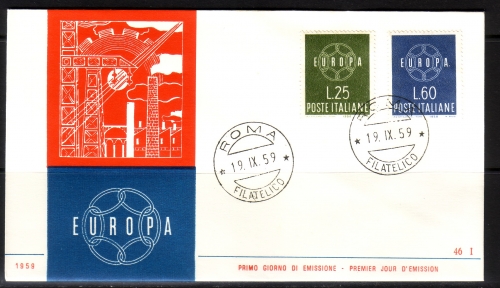 EUROPA
L.25
POSTE ITALIANE
EUROPA
L.60
POSTE ITALIANE
ROMA
19.IX.59
FILATELICO
19.IX.59
FILATELICO
EUROPA
46 I
1959
PRIMO GIORNO DI EMISSIONE - PREMIER JOUR D'EMISSION